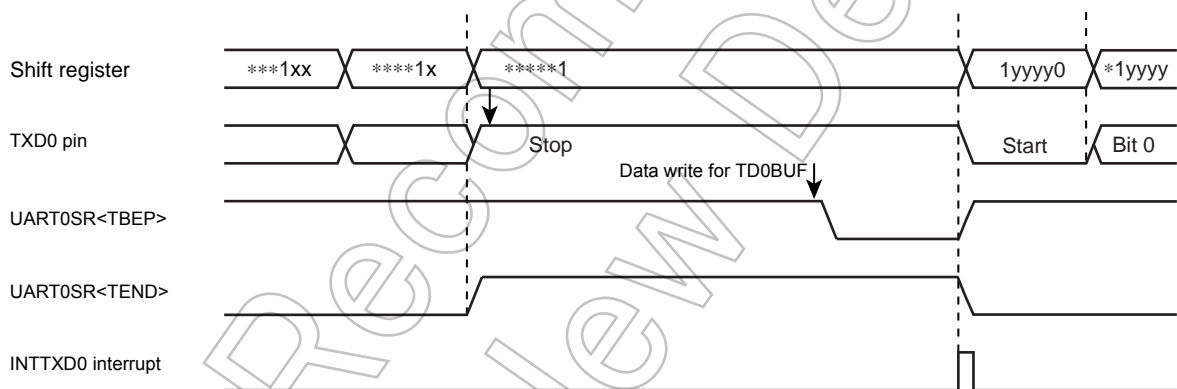 Shift register ***1xx ****1x *****1 1yyyy0 *1yyyy
TXD0 pin Stop Start Bit 0
Data write for TD0BUF
UART0SR<TBEP>
UART0SR<TEND>
INTTXD0 interrupt